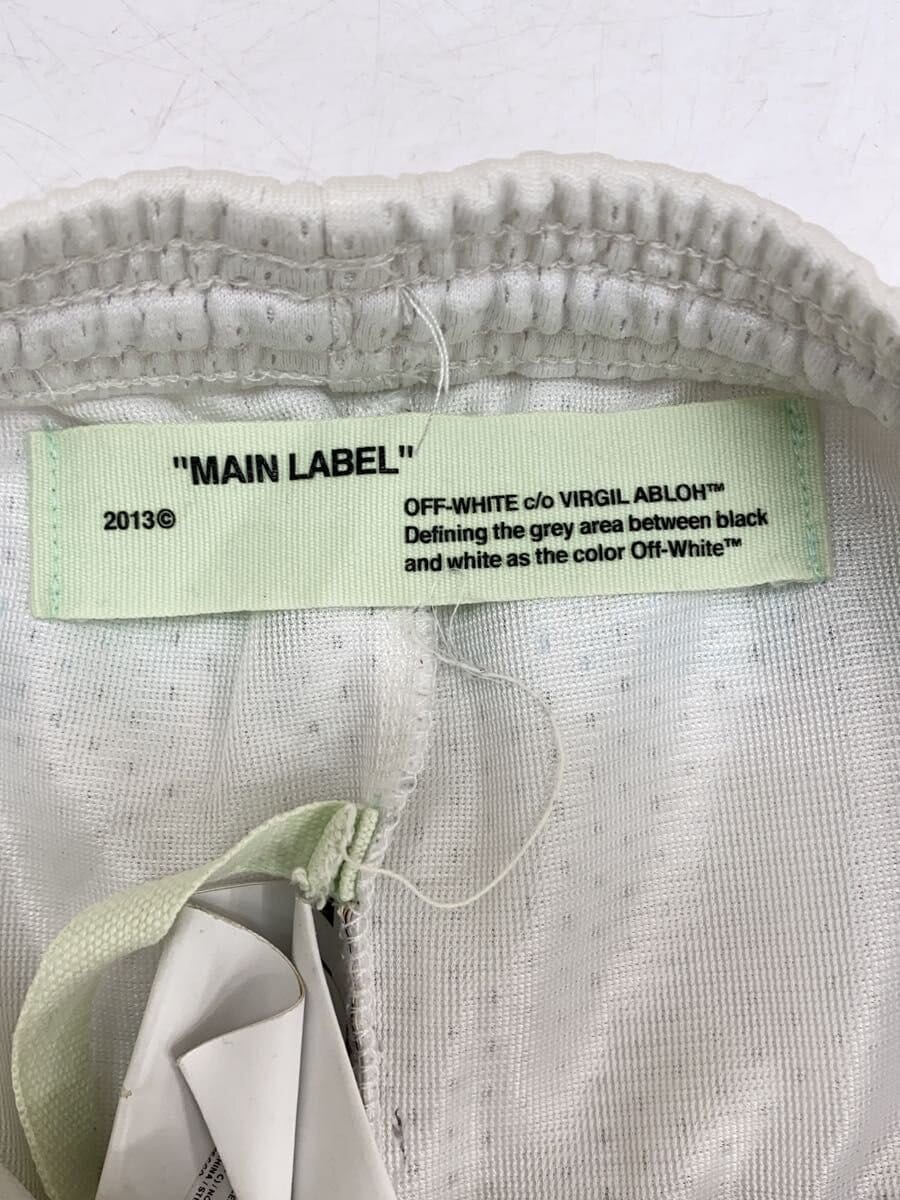 "MAIN LABEL"
2013©
OFF-WHITE c/o VIRGIL ABLOH™
Defining the grey area between black
and white as the color Off-White™